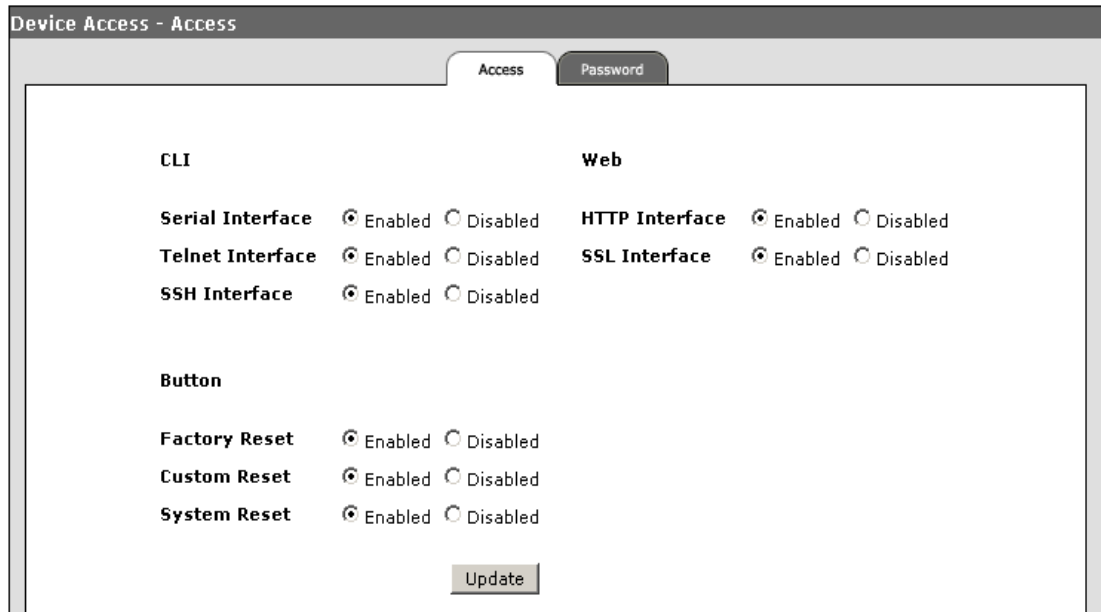 Device Access - Access
Access Password
CLI Web
Serial Interface Enabled Disabled HTTP Interface Enabled Disabled
Telnet Interface Enabled Disabled SSL Interface Enabled Disabled
SSH Interface Enabled Disabled
Button
Factory Reset Enabled Disabled
Custom Reset Enabled Disabled
System Reset Enabled Disabled
Update